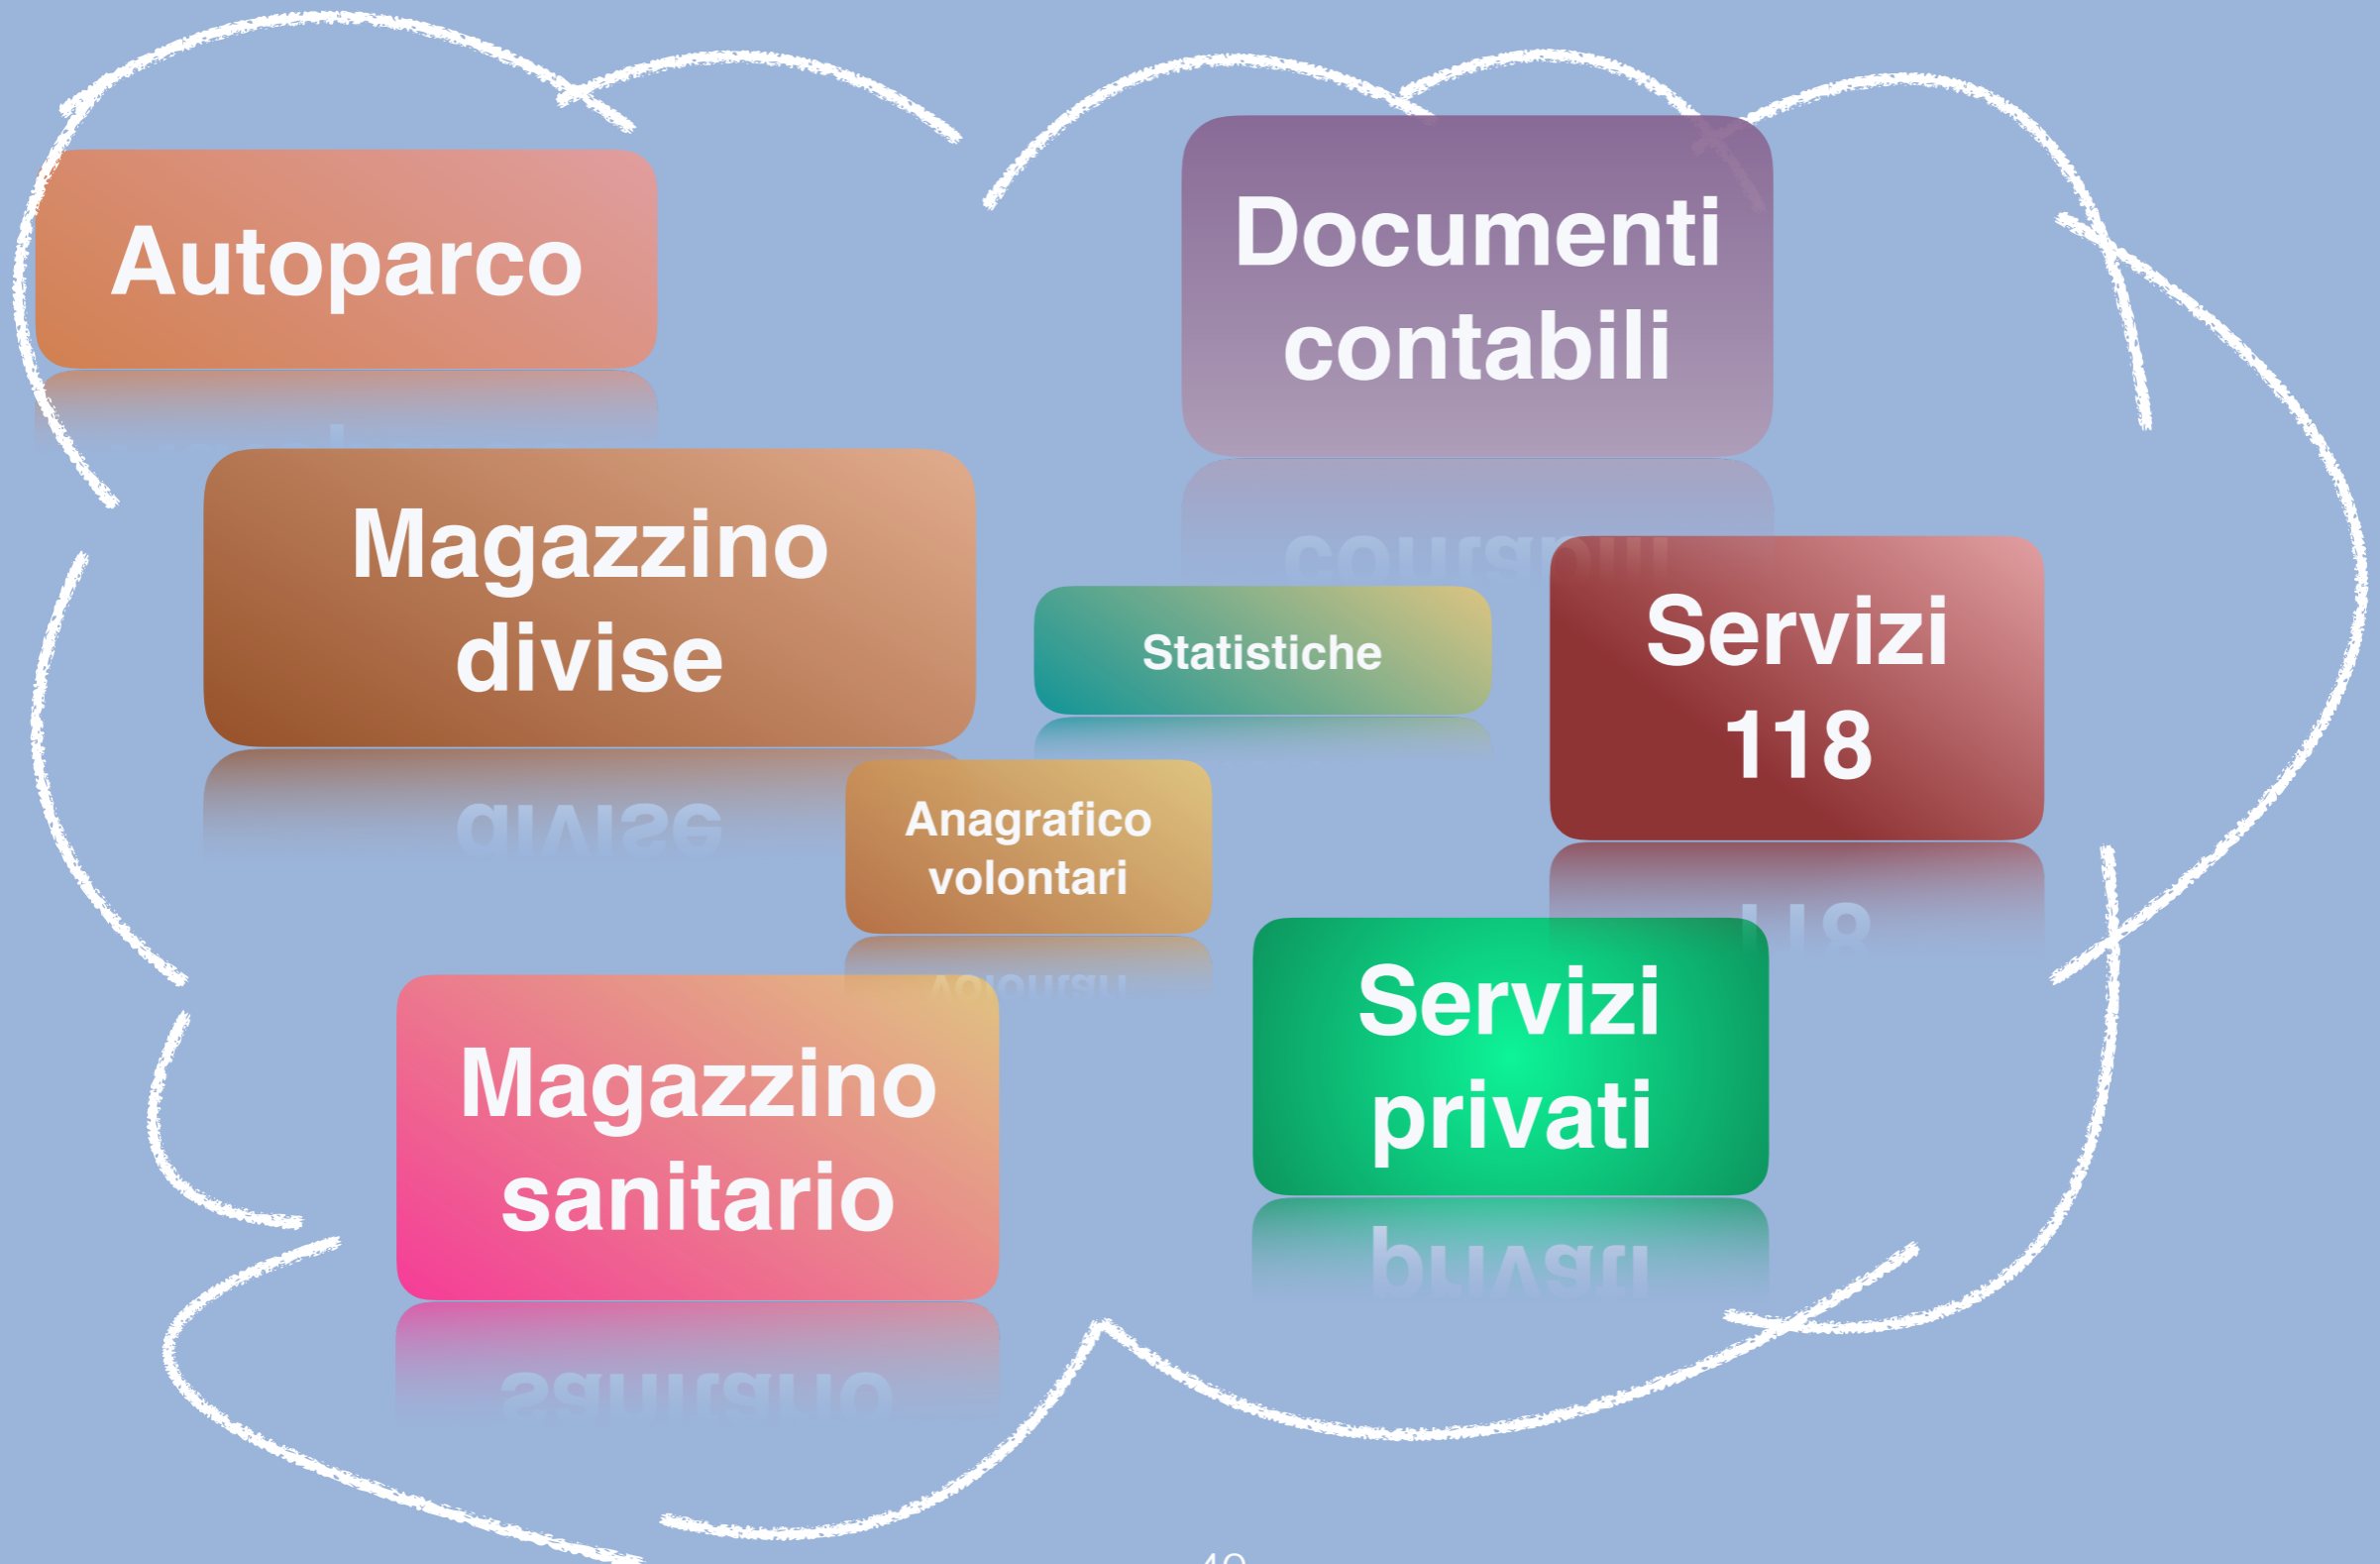 Autoparco
Documenti
contabili
Magazzino
divise
Statistiche
Servizi
118
Anagrafico
volontari
Servizi
privati
Magazzino
sanitario